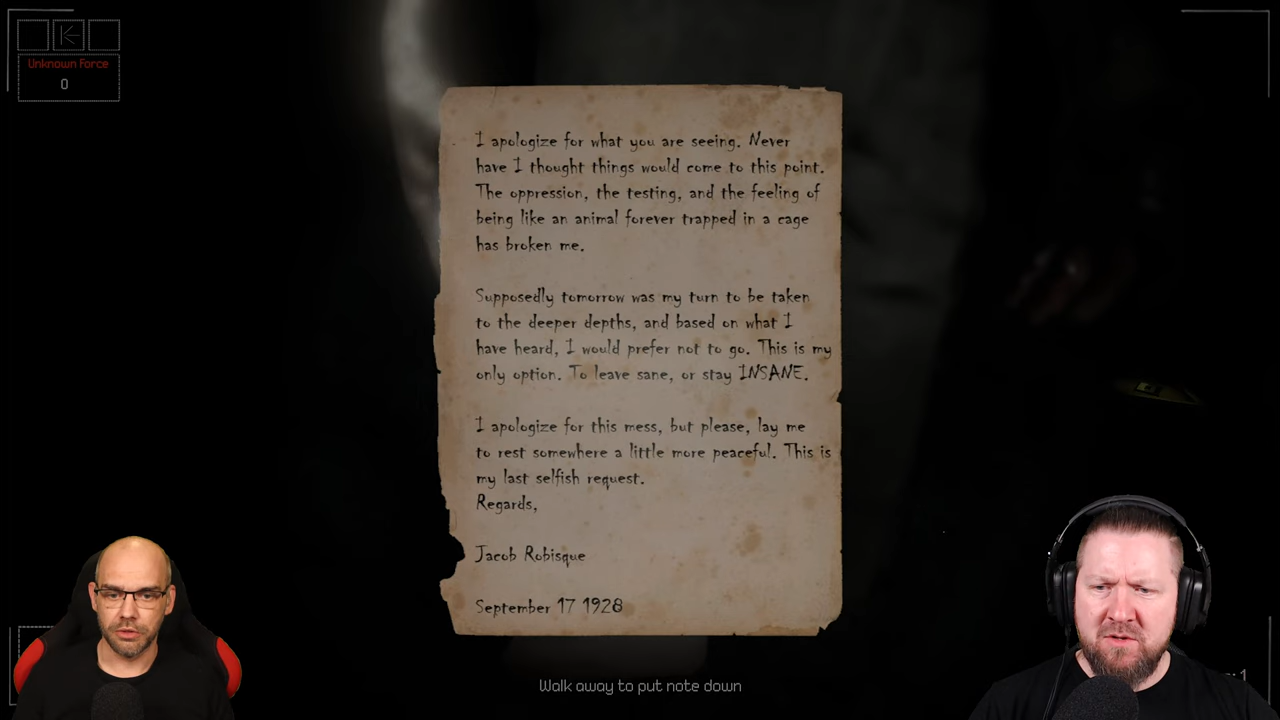 Unknown Force
0
I apologize for what you are seeing. Never
have I thought things would come to this point.
The oppression, the testing, and the feeling of
being like an animal forever trapped in a cage
has broken me.
Supposedly tomorrow was my turn to be taken
to the deeper depths, and based on what I
have heard, I would prefer not to go. This is my
only option. To leave sane, or stay INSANE.
I apologize for this mess, but please, lay me
to rest somewhere a little more peaceful. This is
my last selfish request.
Regards,
Jacob Robisque
September 17 1928
Walk away to put note down